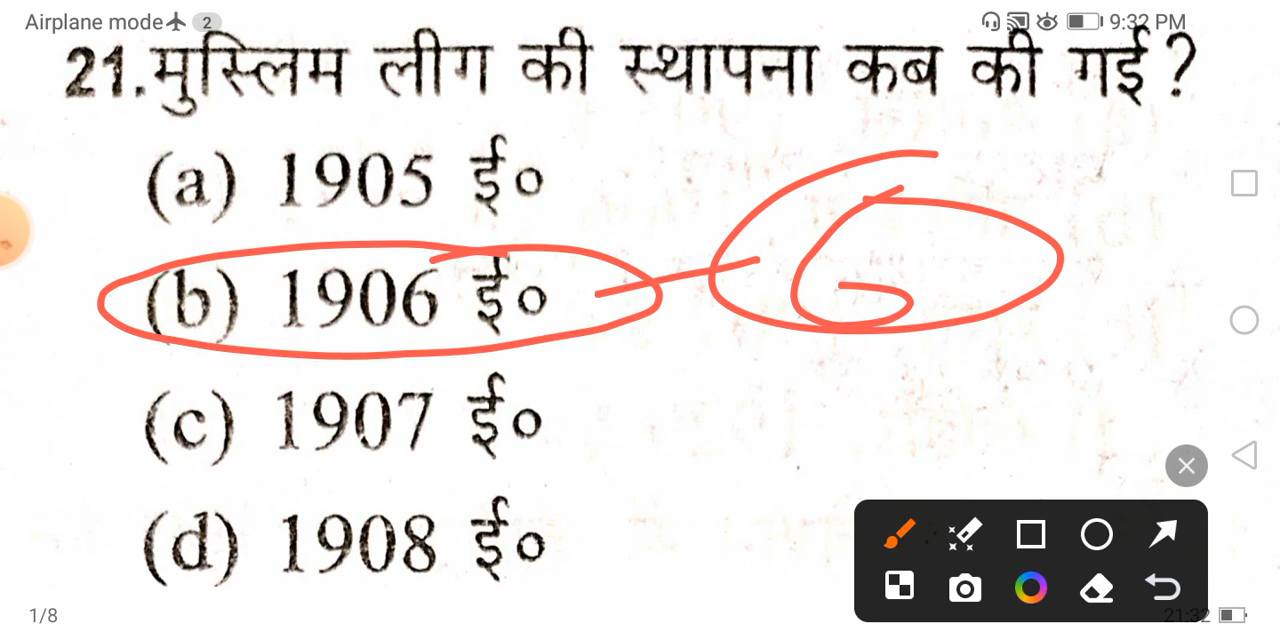 Airplane mode 2 9:32 PM
21. मुस्लिम लीग की स्थापना कब की गई?
(a) 1905 ई०
(b) 1906 ई०
(c) 1907 ई०
(d) 1908 ई०
1/8 21:32